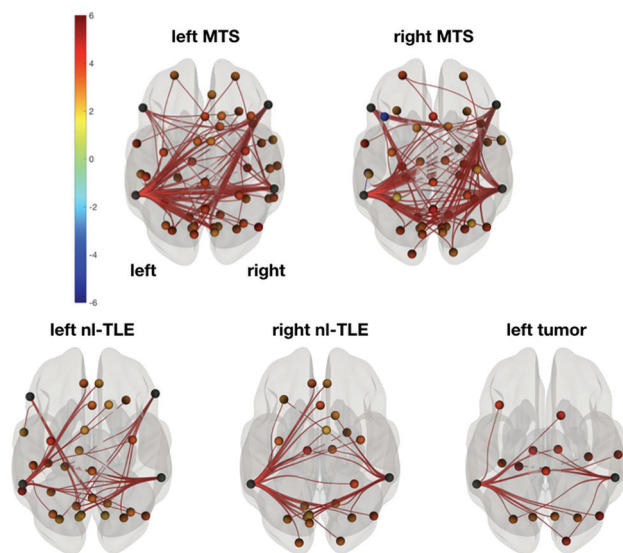 left MTS
right MTS
6
4
2
0
-2
-4
-6
left
right
left nl-TLE
right nl-TLE
left tumor